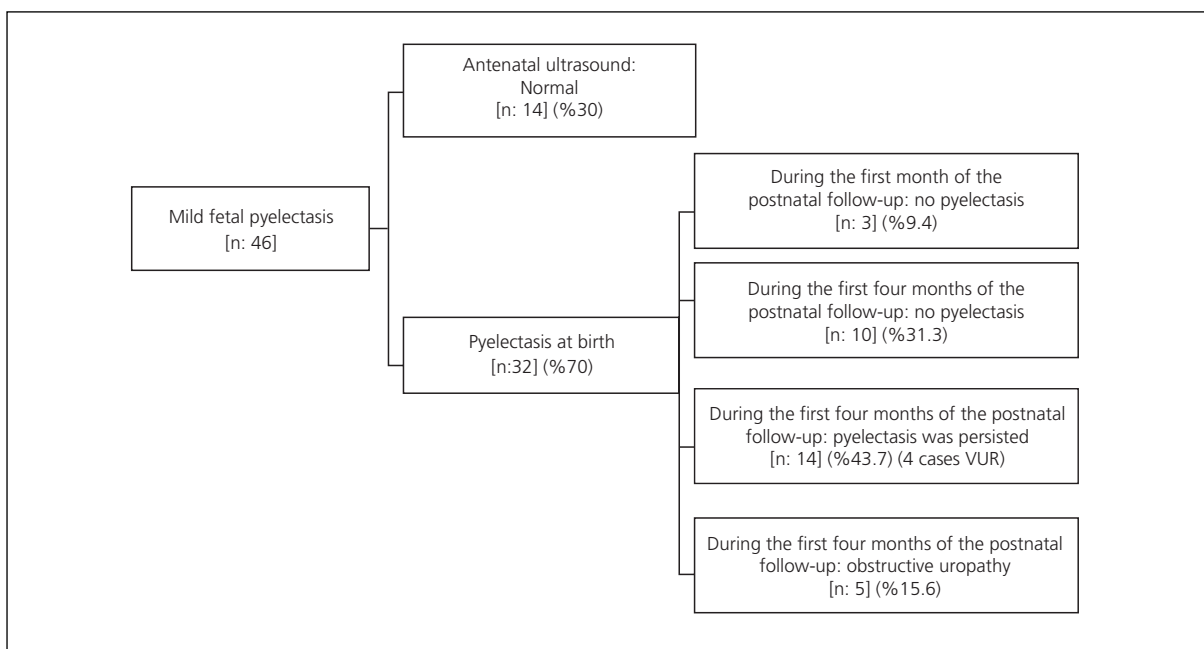 Antenatal ultrasound:
Normal
[n: 14] (%30)
Mild fetal pyelectasis
[n: 46]
Pyelectasis at birth
[n:32] (%70)
During the first month of the
postnatal follow-up: no pyelectasis
[n: 3] (%9.4)
During the first four months of the
postnatal follow-up: no pyelectasis
[n: 10] (%31.3)
During the first four months of the postnatal
follow-up: pyelectasis was persisted
[n: 14] (%43.7) (4 cases VUR)
During the first four months of the postnatal
follow-up: obstructive uropathy
[n: 5] (%15.6)